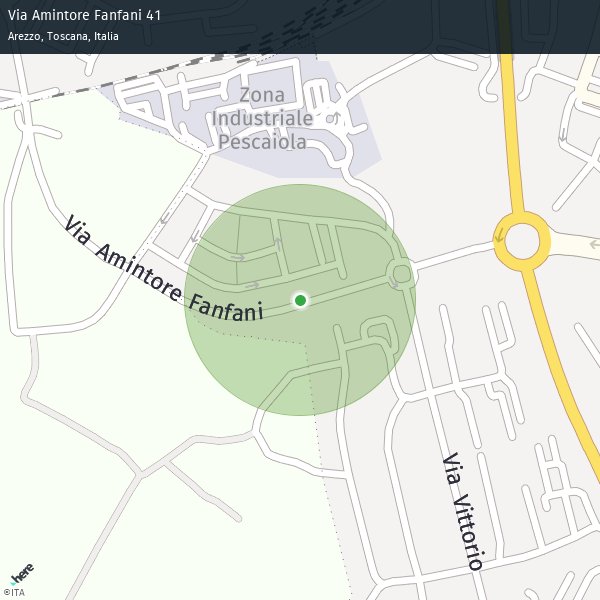 Via Amintore Fanfani 41
Arezzo, Toscana, Italia
Zona
Industriale
Pescaiola
Via Amintore Fanfani
Via Vittorio
here
©ITA